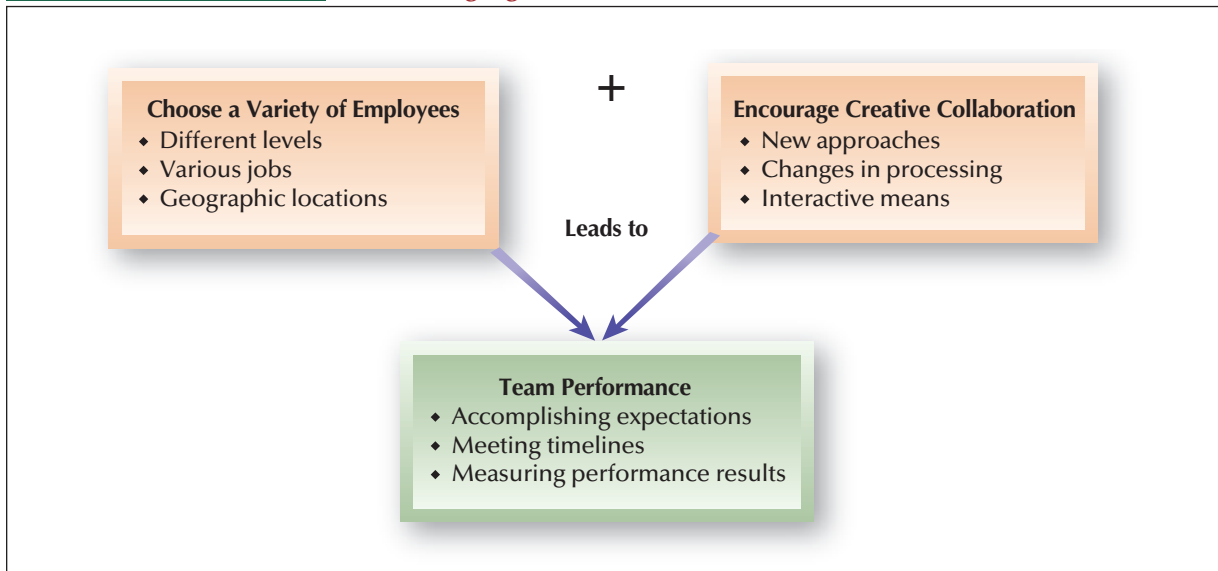 Choose a Variety of Employees
◆ Different levels
◆ Various jobs
◆ Geographic locations
+
Encourage Creative Collaboration
◆ New approaches
◆ Changes in processing
◆ Interactive means
Leads to
Team Performance
◆ Accomplishing expectations
◆ Meeting timelines
◆ Measuring performance results